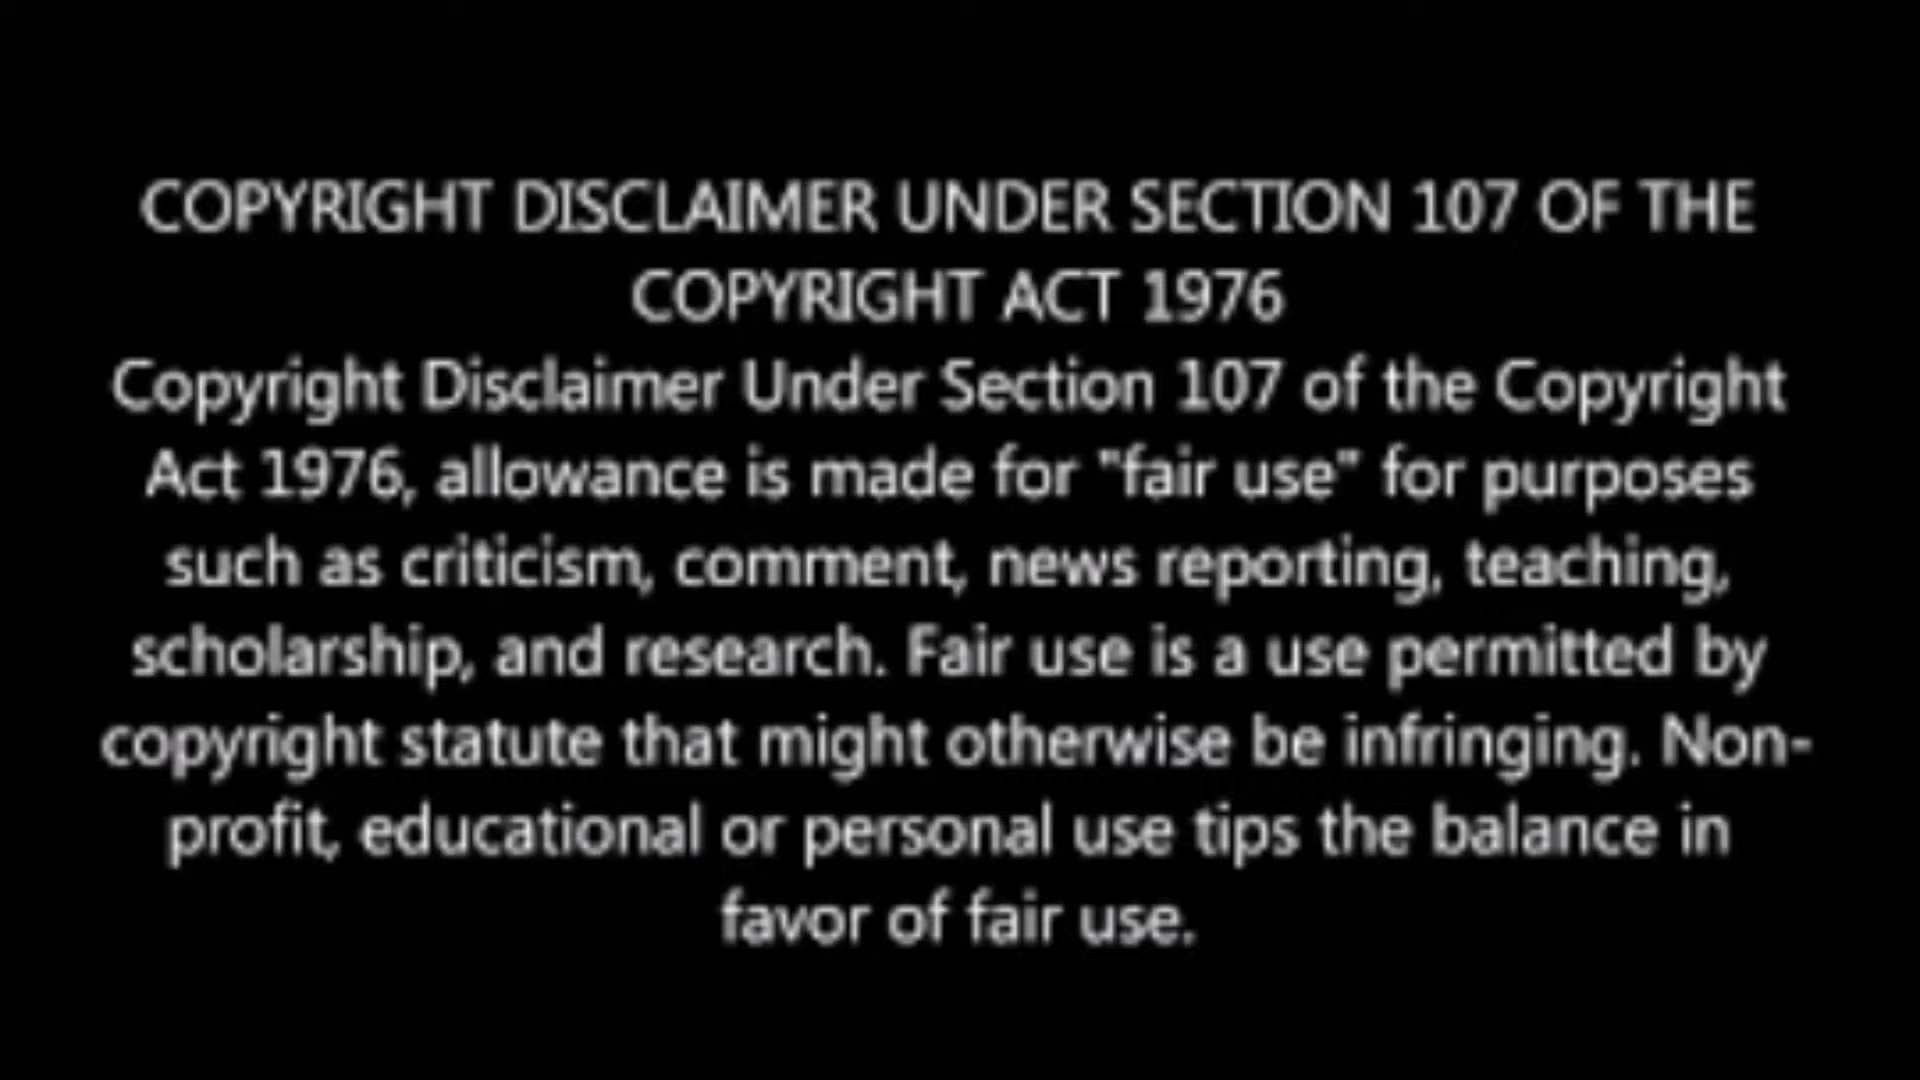 COPYRIGHT DISCLAIMER UNDER SECTION 107 OF THE
COPYRIGHT ACT 1976
Copyright Disclaimer Under Section 107 of the Copyright
Act 1976, allowance is made for "fair use" for purposes
such as criticism, comment, news reporting, teaching,
scholarship, and research. Fair use is a use permitted by
copyright statute that might otherwise be infringing. Non-
profit, educational or personal use tips the balance in
favor of fair use.